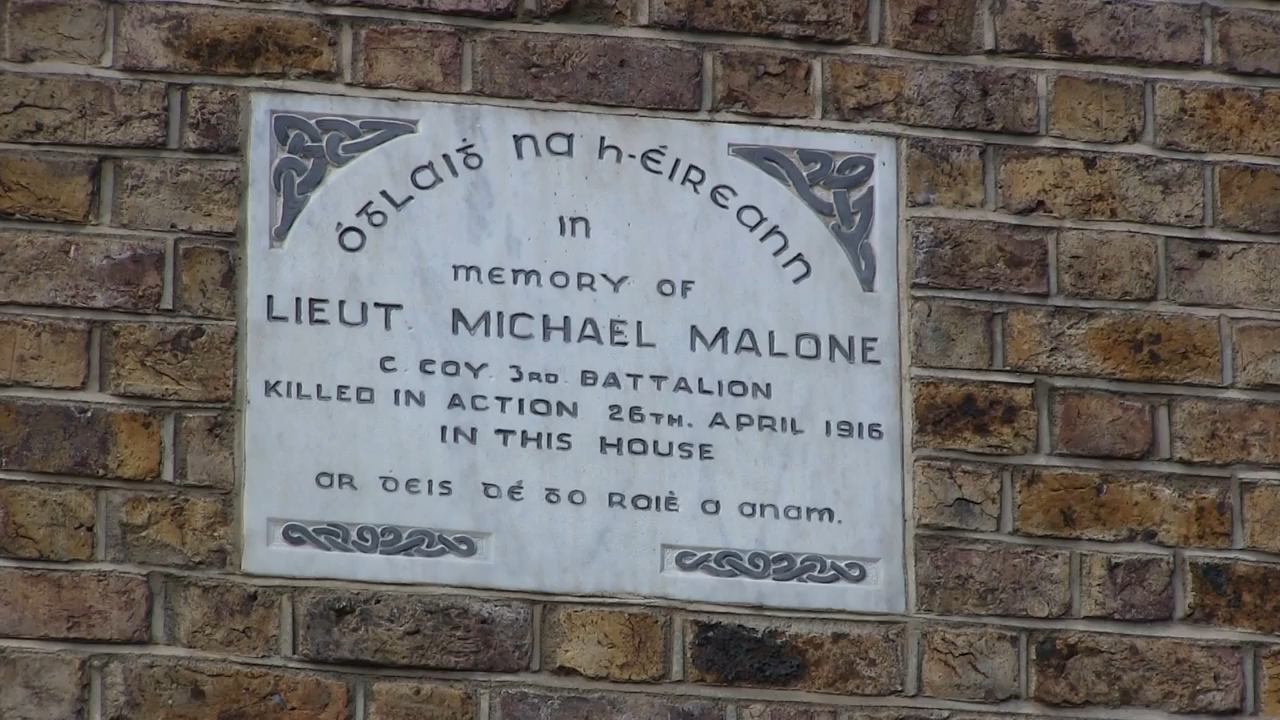 Óglaiġ na h-Éireann
in
memory of
LIEUT. MICHAEL MALONE
C. COY. 3RD. BATTALION
KILLED IN ACTION 26TH. APRIL 1916
IN THIS HOUSE
ar ḋeis Dé go raiḃ a anam.